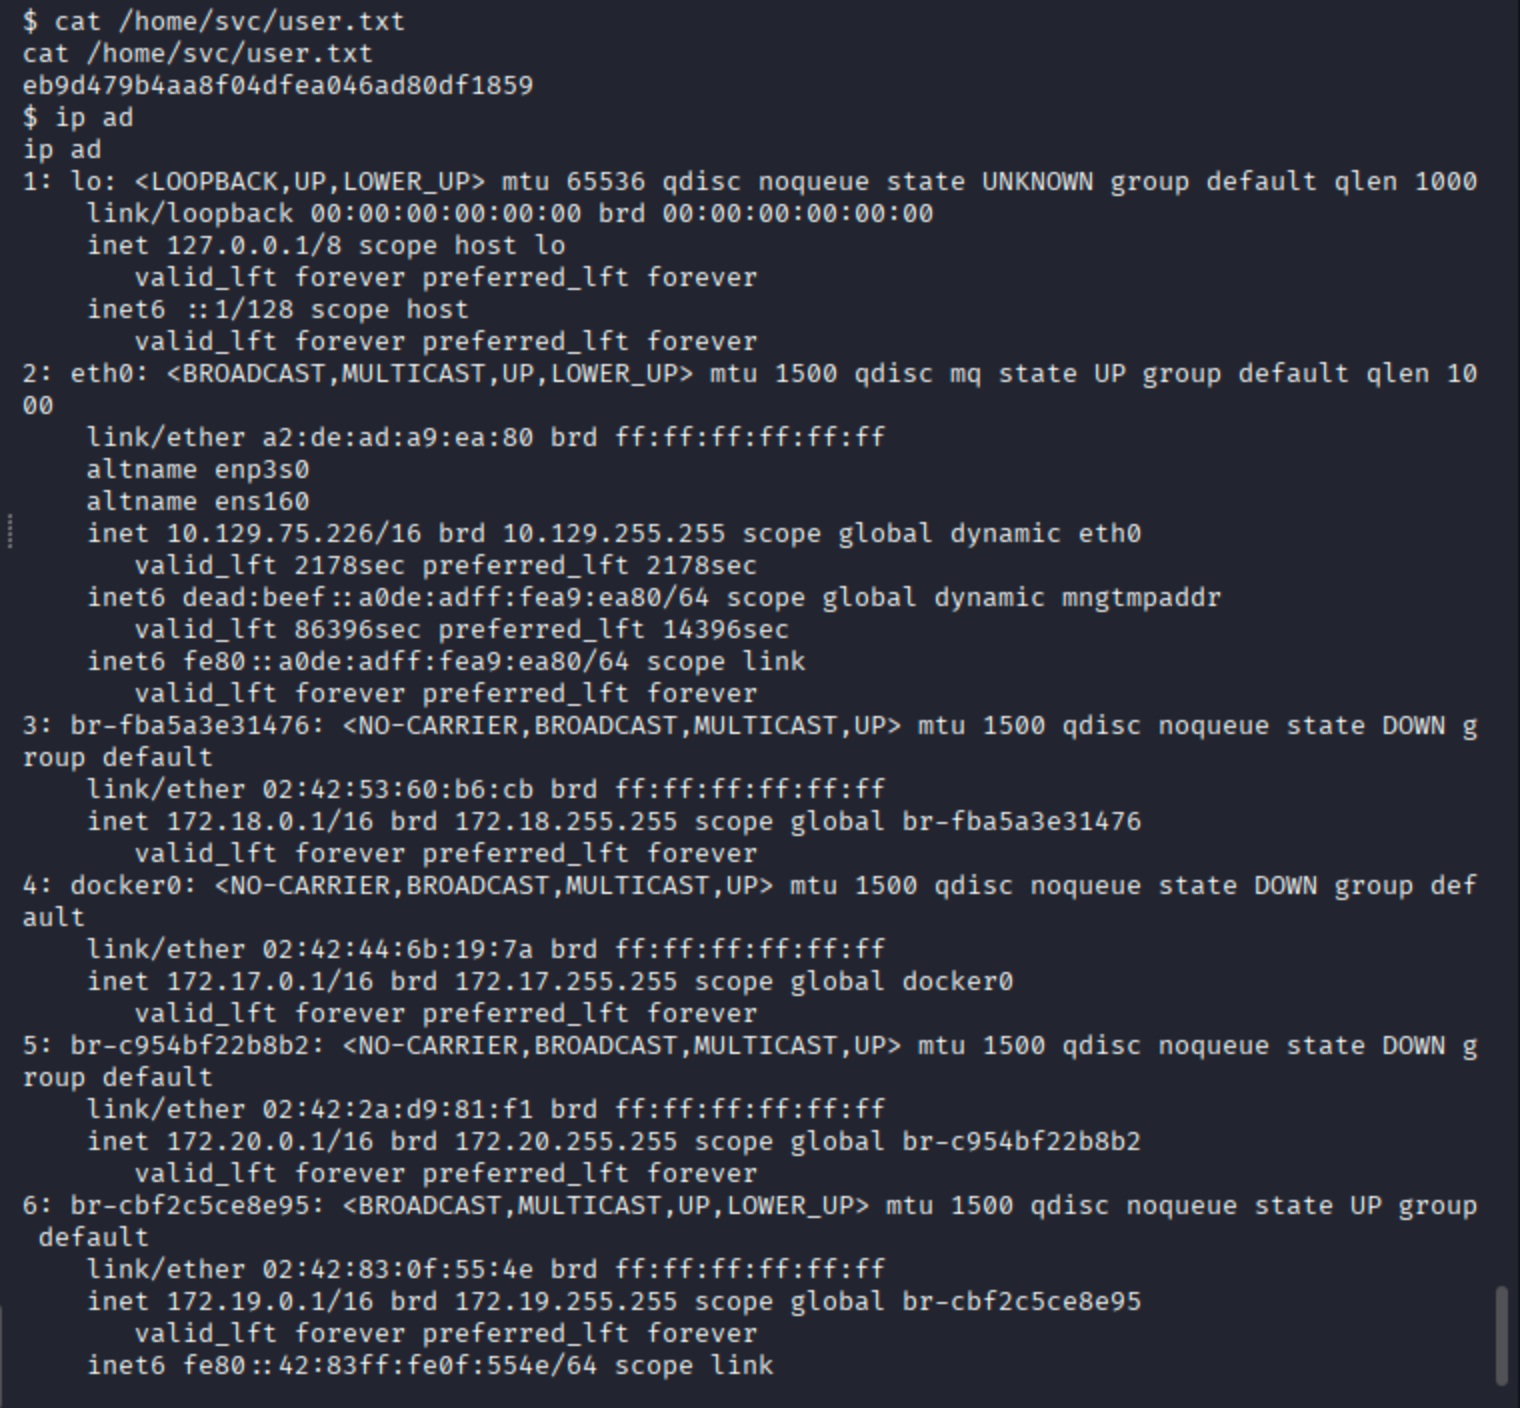 $ cat /home/svc/user.txt
cat /home/svc/user.txt
eb9d479b4aa8f04dfea046ad80df1859
$ ip ad
ip ad
1: lo: <LOOPBACK,UP,LOWER_UP> mtu 65536 qdisc noqueue state UNKNOWN group default qlen 1000
    link/loopback 00:00:00:00:00:00 brd 00:00:00:00:00:00
    inet 127.0.0.1/8 scope host lo
       valid_lft forever preferred_lft forever
    inet6 ::1/128 scope host
       valid_lft forever preferred_lft forever
2: eth0: <BROADCAST,MULTICAST,UP,LOWER_UP> mtu 1500 qdisc mq state UP group default qlen 10
00
    link/ether a2:de:ad:a9:ea:80 brd ff:ff:ff:ff:ff:ff
    altname enp3s0
    altname ens160
    inet 10.129.75.226/16 brd 10.129.255.255 scope global dynamic eth0
       valid_lft 2178sec preferred_lft 2178sec
    inet6 dead:beef::a0de:adff:fea9:ea80/64 scope global dynamic mngtmpaddr
       valid_lft 86396sec preferred_lft 14396sec
    inet6 fe80::a0de:adff:fea9:ea80/64 scope link
       valid_lft forever preferred_lft forever
3: br-fba5a3e31476: <NO-CARRIER,BROADCAST,MULTICAST,UP> mtu 1500 qdisc noqueue state DOWN g
roup default
    link/ether 02:42:53:60:b6:cb brd ff:ff:ff:ff:ff:ff
    inet 172.18.0.1/16 brd 172.18.255.255 scope global br-fba5a3e31476
       valid_lft forever preferred_lft forever
4: docker0: <NO-CARRIER,BROADCAST,MULTICAST,UP> mtu 1500 qdisc noqueue state DOWN group def
ault
    link/ether 02:42:44:6b:19:7a brd ff:ff:ff:ff:ff:ff
    inet 172.17.0.1/16 brd 172.17.255.255 scope global docker0
       valid_lft forever preferred_lft forever
5: br-c954bf22b8b2: <NO-CARRIER,BROADCAST,MULTICAST,UP> mtu 1500 qdisc noqueue state DOWN g
roup default
    link/ether 02:42:2a:d9:81:f1 brd ff:ff:ff:ff:ff:ff
    inet 172.20.0.1/16 brd 172.20.255.255 scope global br-c954bf22b8b2
       valid_lft forever preferred_lft forever
6: br-cbf2c5ce8e95: <BROADCAST,MULTICAST,UP,LOWER_UP> mtu 1500 qdisc noqueue state UP group
 default
    link/ether 02:42:83:0f:55:4e brd ff:ff:ff:ff:ff:ff
    inet 172.19.0.1/16 brd 172.19.255.255 scope global br-cbf2c5ce8e95
       valid_lft forever preferred_lft forever
    inet6 fe80::42:83ff:fe0f:554e/64 scope link